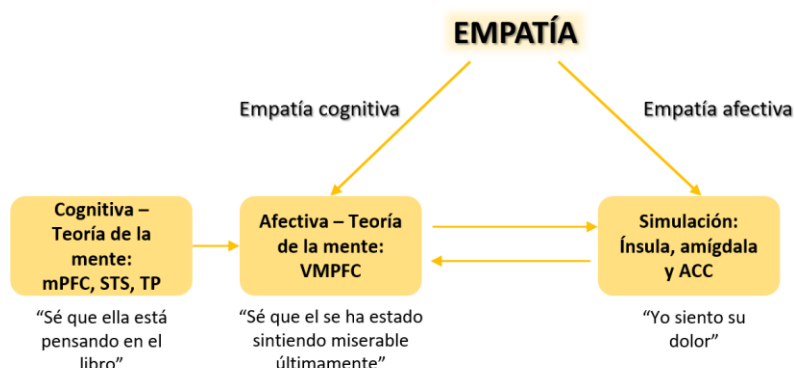 EMPATÍA
Empatía cognitiva
Empatía afectiva
Cognitiva –
Teoría de la
mente:
mPFC, STS, TP
Afectiva – Teoría
de la mente:
VMPFC
Simulación:
Ínsula, amígdala
y ACC
“Sé que ella está
pensando en el
libro”
“Sé que el se ha estado
sintiendo miserable
últimamente”
“Yo siento su
dolor”